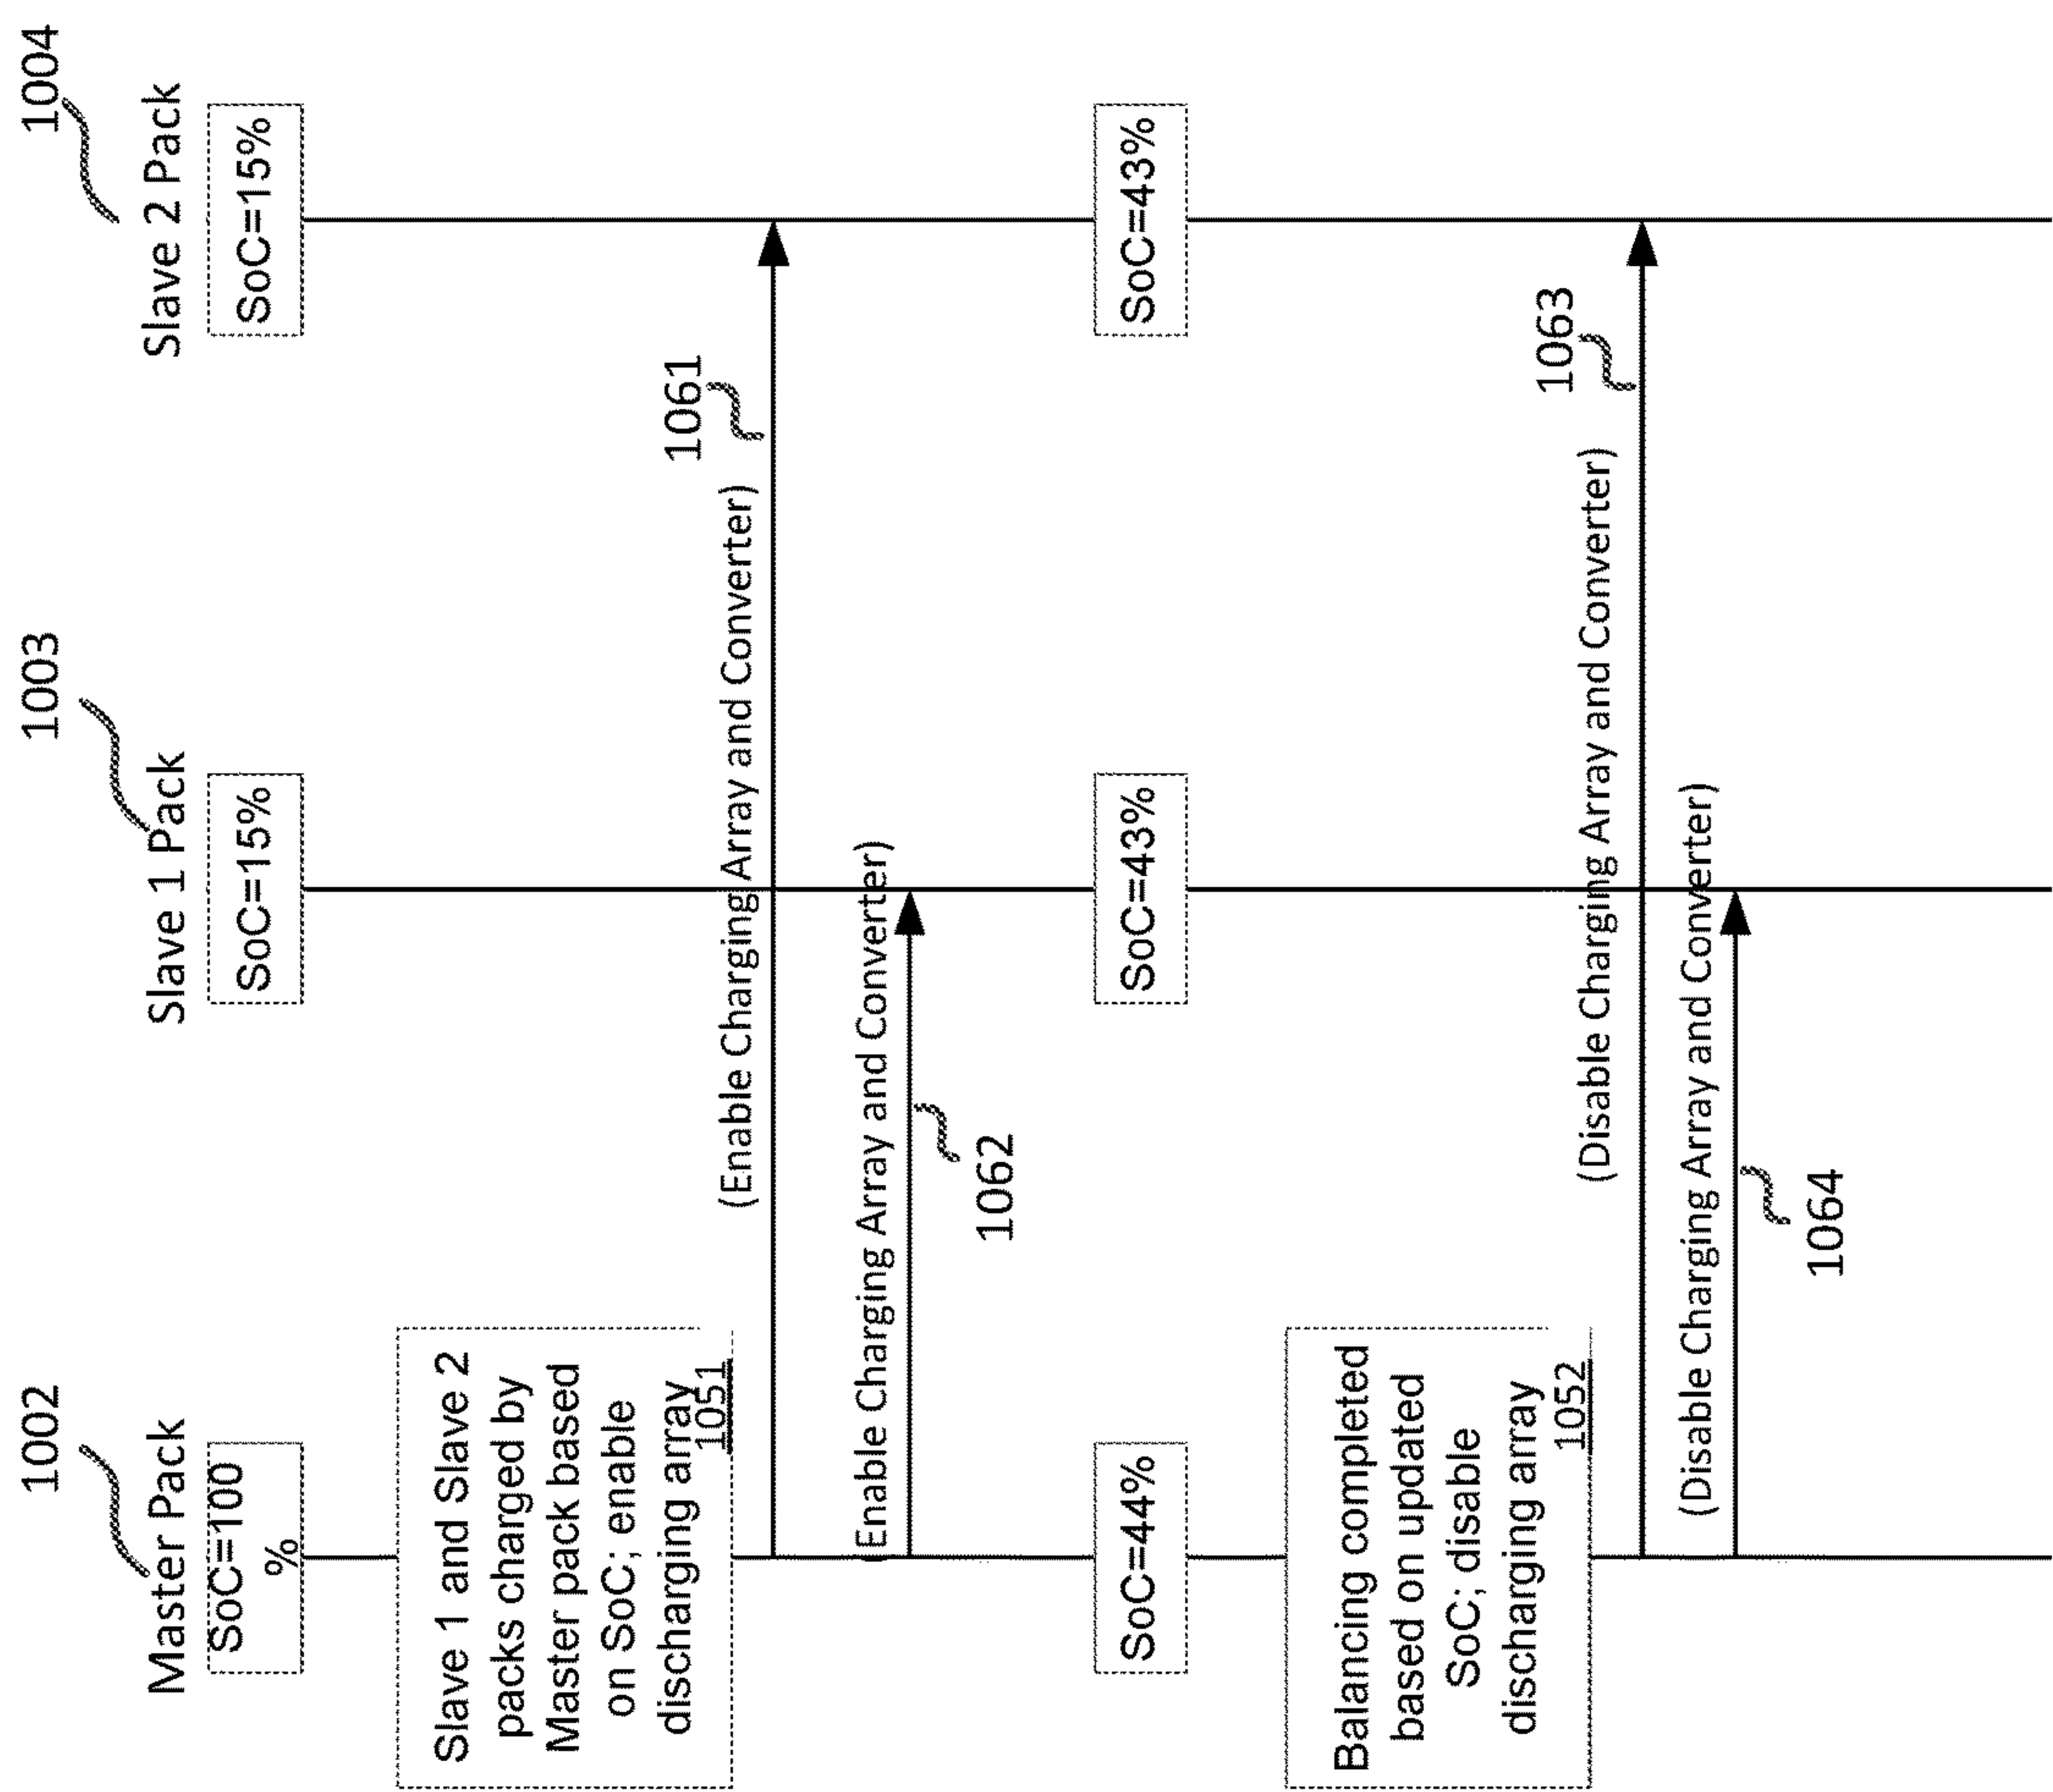 1002
1003
1004
Master Pack
Slave 1 Pack
Slave 2 Pack
SoC=100
%
SoC=15%
SoC=15%
Slave 1 and Slave 2
packs charged by
Master pack based
on SoC; enable
discharging array
1051
1061
(Enable Charging Array and Converter)
(Enable Charging Array and Converter)
1062
SoC=44%
SoC=43%
SoC=43%
Balancing completed
based on updated
SoC; disable
discharging array
1052
1063
(Disable Charging Array and Converter)
(Disable Charging Array and Converter)
1064